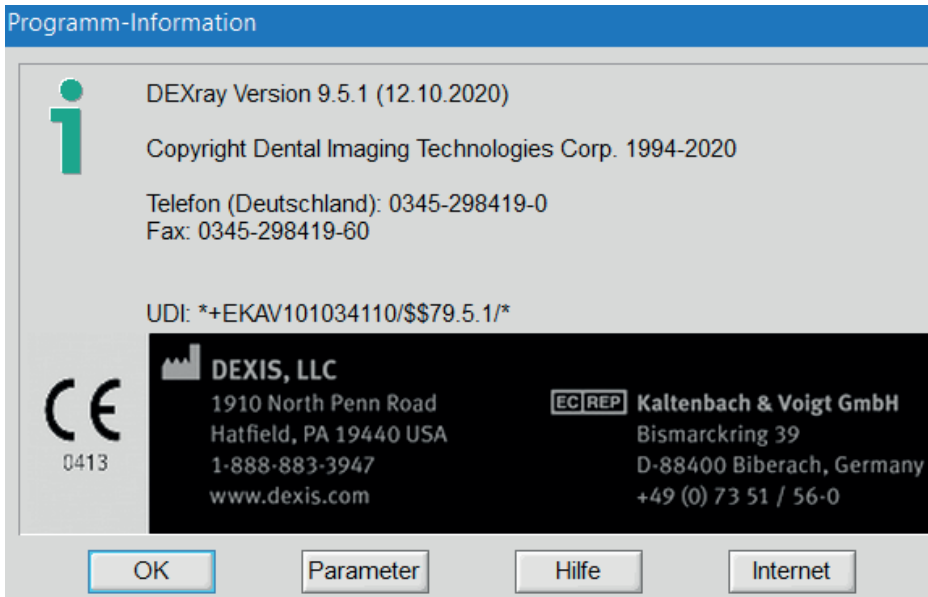 Programm-Information
DEXray Version 9.5.1 (12.10.2020)
Copyright Dental Imaging Technologies Corp. 1994-2020
Telefon (Deutschland): 0345-298419-0
Fax: 0345-298419-60
UDI: *+EKAV101034110/$$79.5.1/*
CE
0413
DEXIS, LLC
1910 North Penn Road
Hatfield, PA 19440 USA
1-888-883-3947
www.dexis.com
EC REP Kaltenbach & Voigt GmbH
Bismarckring 39
D-88400 Biberach, Germany
+49 (0) 73 51 / 56-0
OK Parameter Hilfe Internet